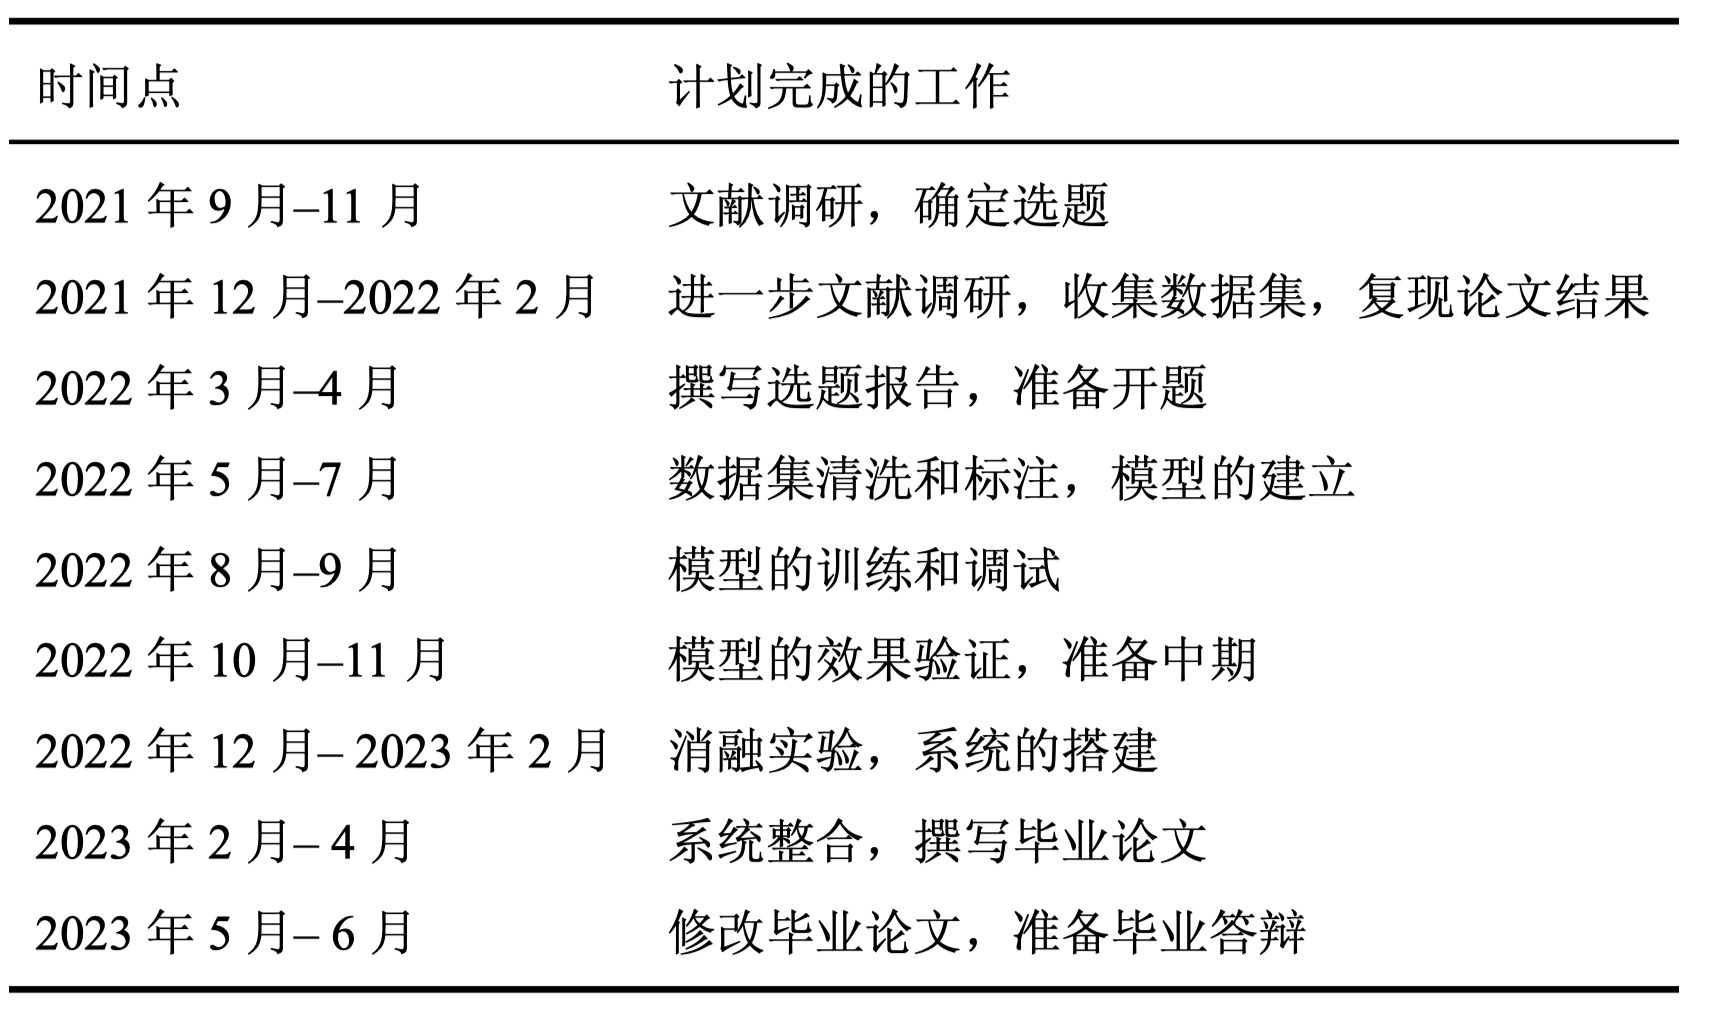 时间点 计划完成的工作
2021 年 9 月–11 月 文献调研，确定选题
2021 年 12 月–2022 年 2 月 进一步文献调研，收集数据集，复现论文结果
2022 年 3 月–4 月 撰写选题报告，准备开题
2022 年 5 月–7 月 数据集清洗和标注，模型的建立
2022 年 8 月–9 月 模型的训练和调试
2022 年 10 月–11 月 模型的效果验证，准备中期
2022 年 12 月– 2023 年 2 月 消融实验，系统的搭建
2023 年 2 月– 4 月 系统整合，撰写毕业论文
2023 年 5 月– 6 月 修改毕业论文，准备毕业答辩